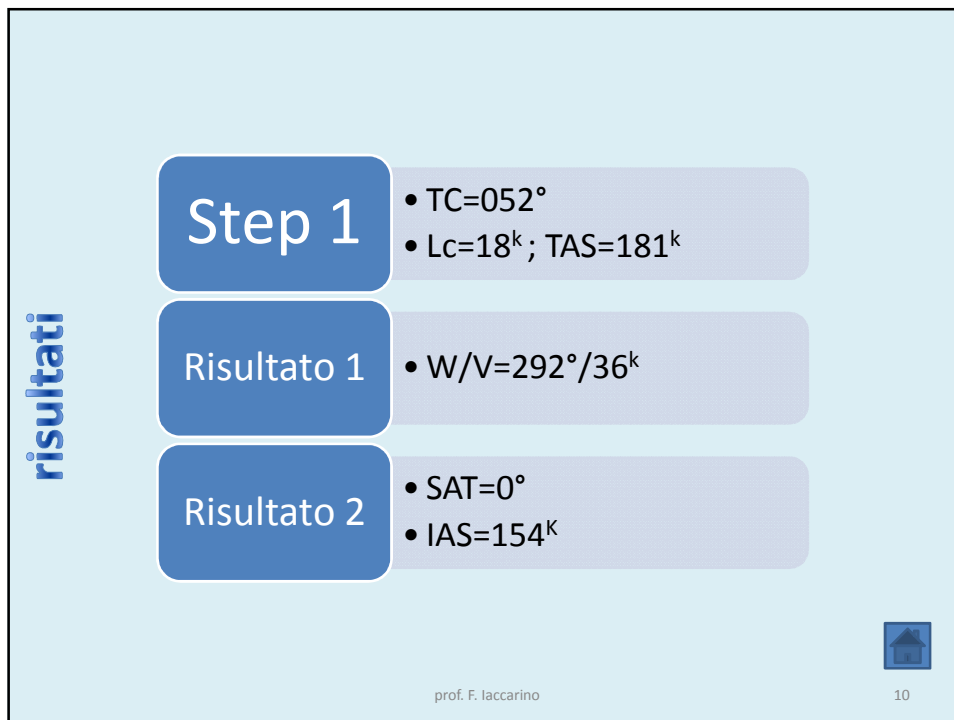 risultati
Step 1
• TC=052°
• Lc=18ᵏ ; TAS=181ᵏ
Risultato 1
• W/V=292°/36ᵏ
Risultato 2
• SAT=0°
• IAS=154ᴷ
prof. F. Iaccarino
10